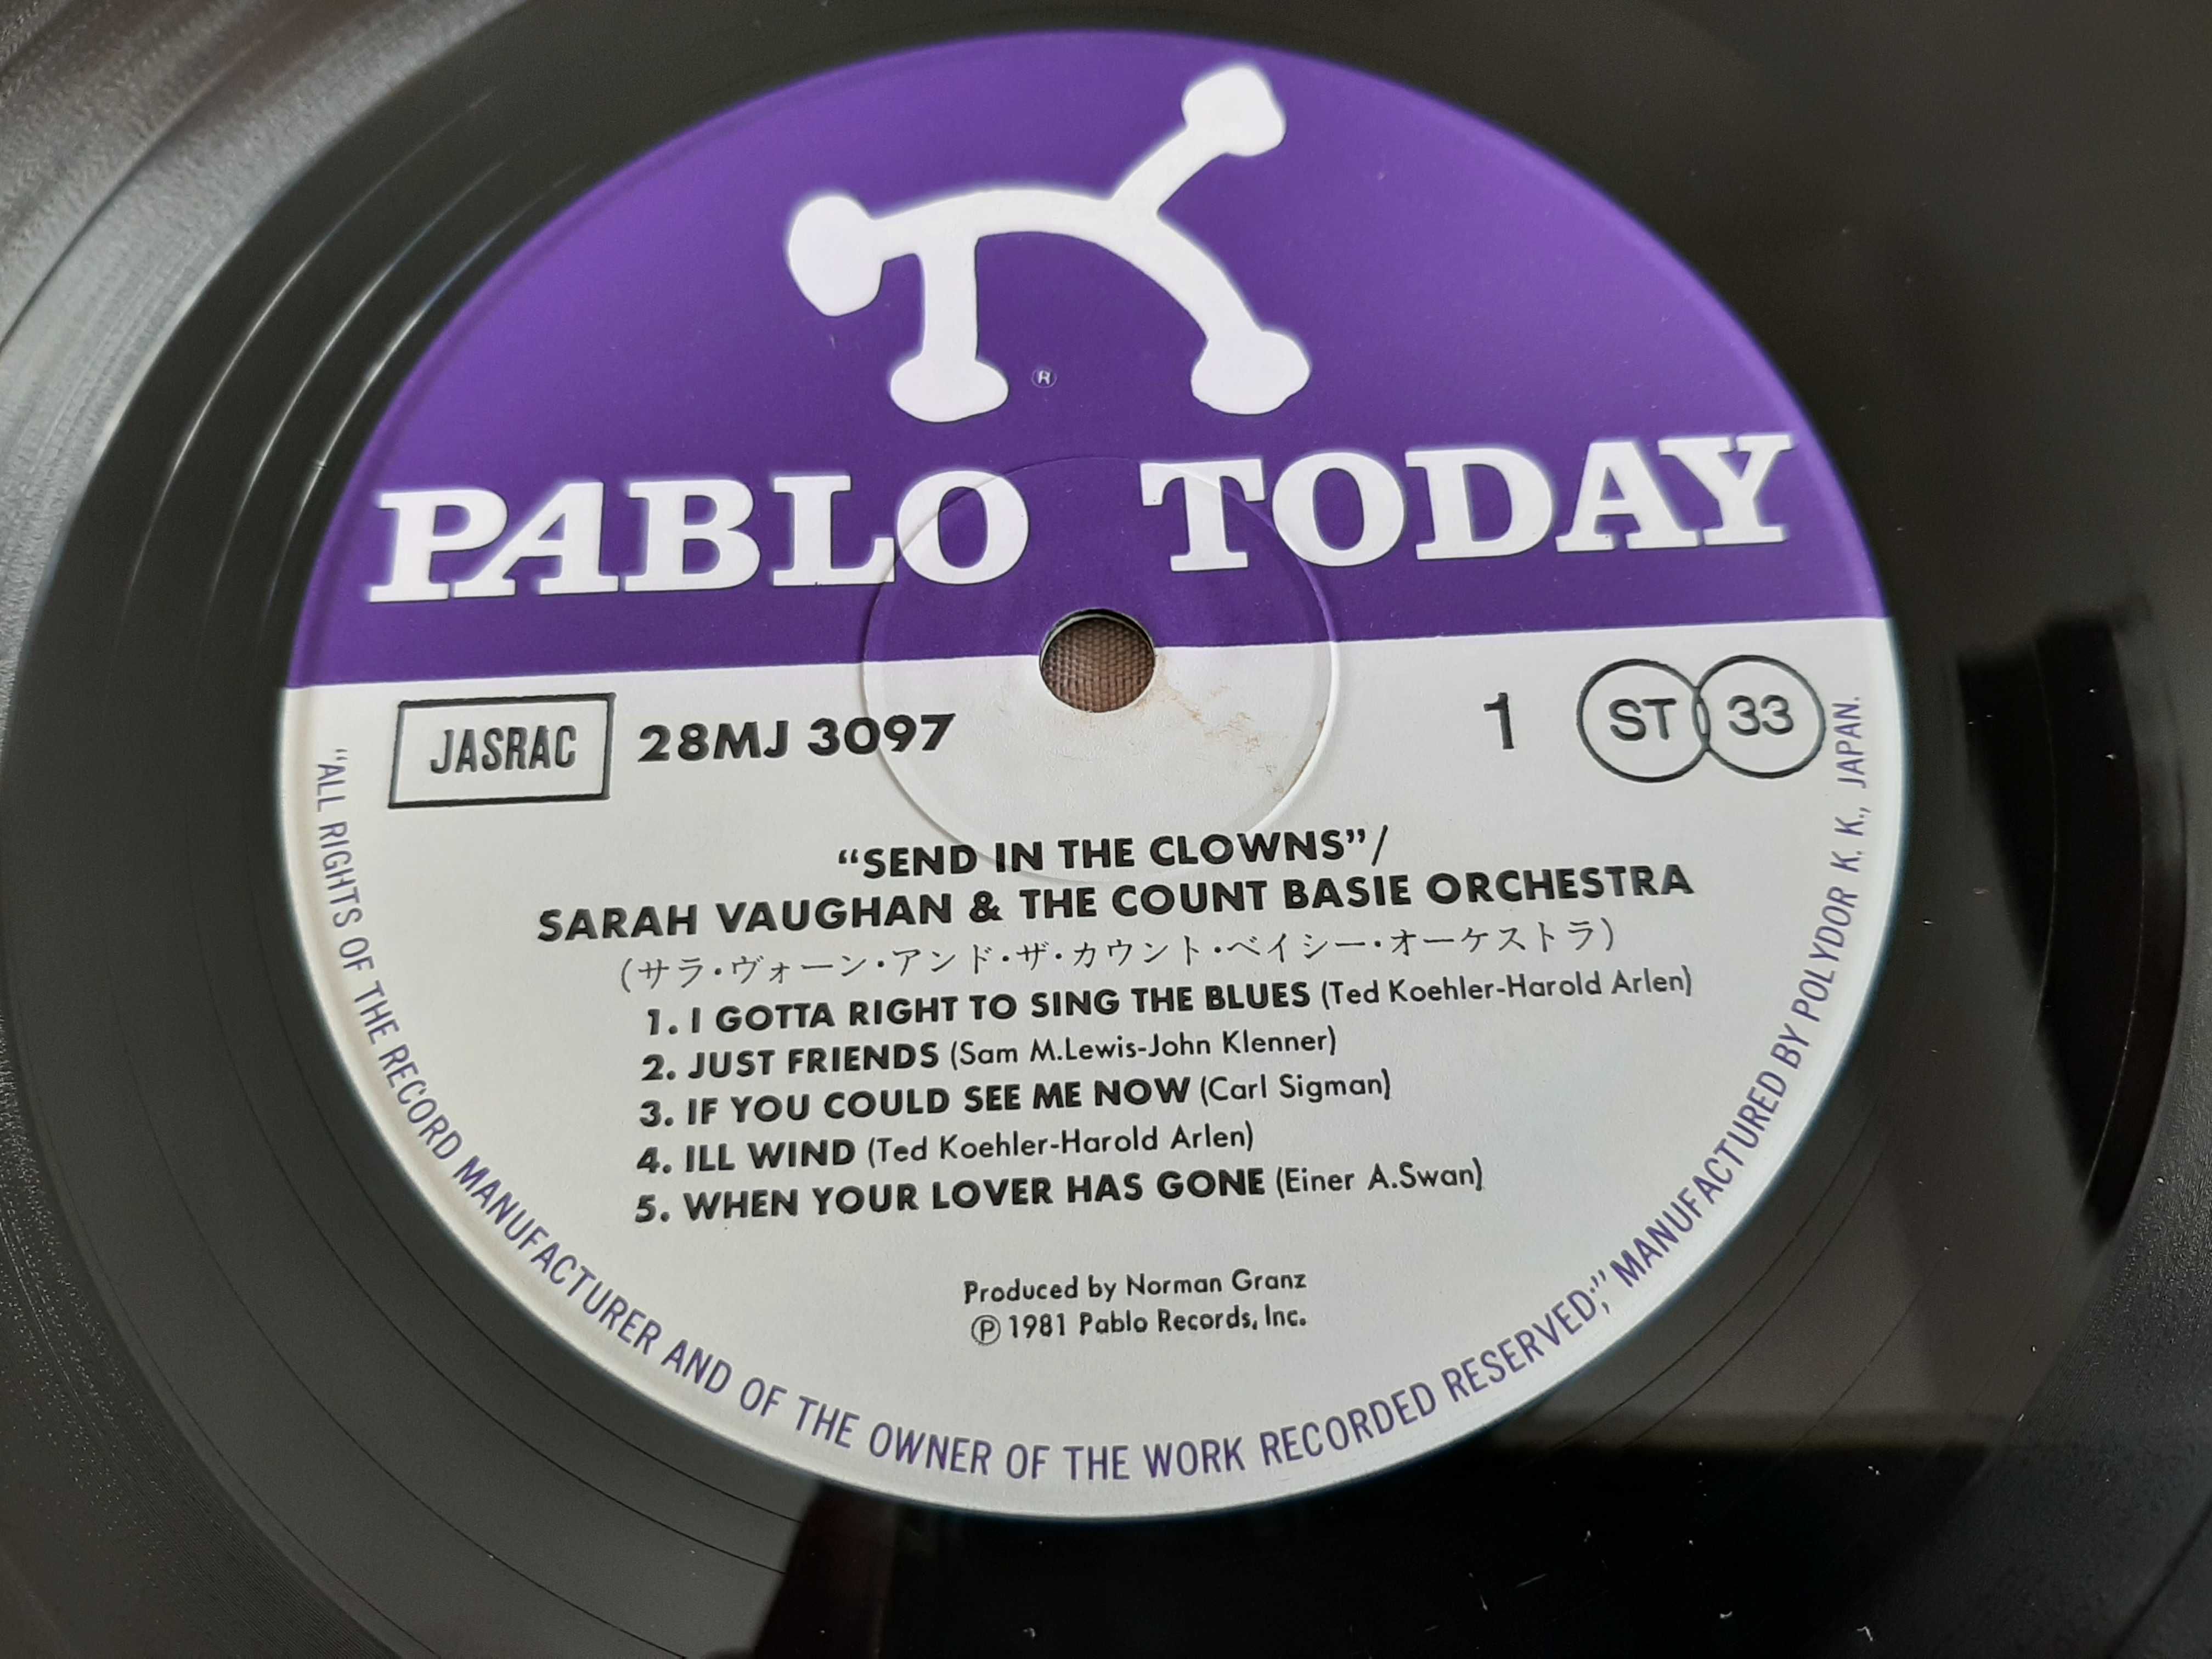 ®
PABLO TODAY
JASRAC 28MJ 3097 1 ST 33
“SEND IN THE CLOWNS”/
SARAH VAUGHAN & THE COUNT BASIE ORCHESTRA
(サラ・ヴォーン・アンド・ザ・カウント・ベイシー・オーケストラ)
1. I GOTTA RIGHT TO SING THE BLUES (Ted Koehler-Harold Arlen)
2. JUST FRIENDS (Sam M.Lewis-John Klenner)
3. IF YOU COULD SEE ME NOW (Carl Sigman)
4. ILL WIND (Ted Koehler-Harold Arlen)
5. WHEN YOUR LOVER HAS GONE (Einer A.Swan)
Produced by Norman Granz
Ⓟ 1981 Pablo Records, Inc.
“ALL RIGHTS OF THE RECORD MANUFACTURER AND OF THE OWNER OF THE WORK RECORDED RESERVED;” MANUFACTURED BY POLYDOR K. K., JAPAN.